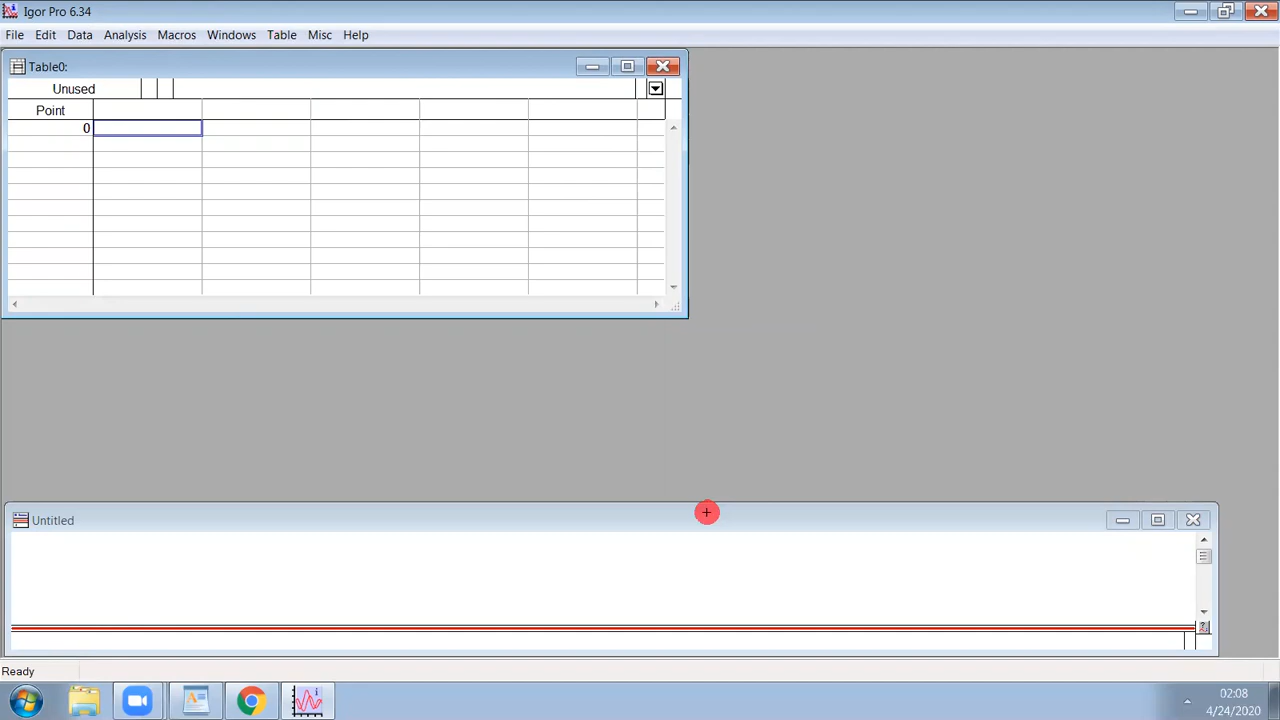 Igor Pro 6.34
File Edit Data Analysis Macros Windows Table Misc Help
Table0:
Unused
Point
0
Untitled
Ready
02:08
4/24/2020